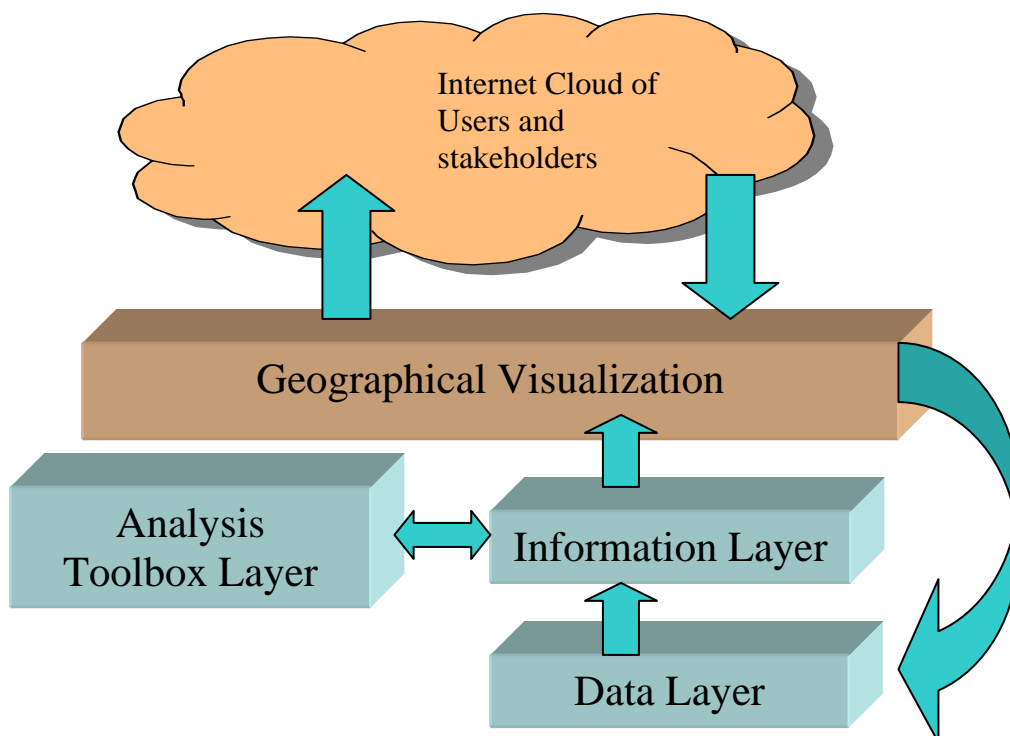 Internet Cloud of
Users and
stakeholders
Geographical Visualization
Analysis
Toolbox Layer
Information Layer
Data Layer